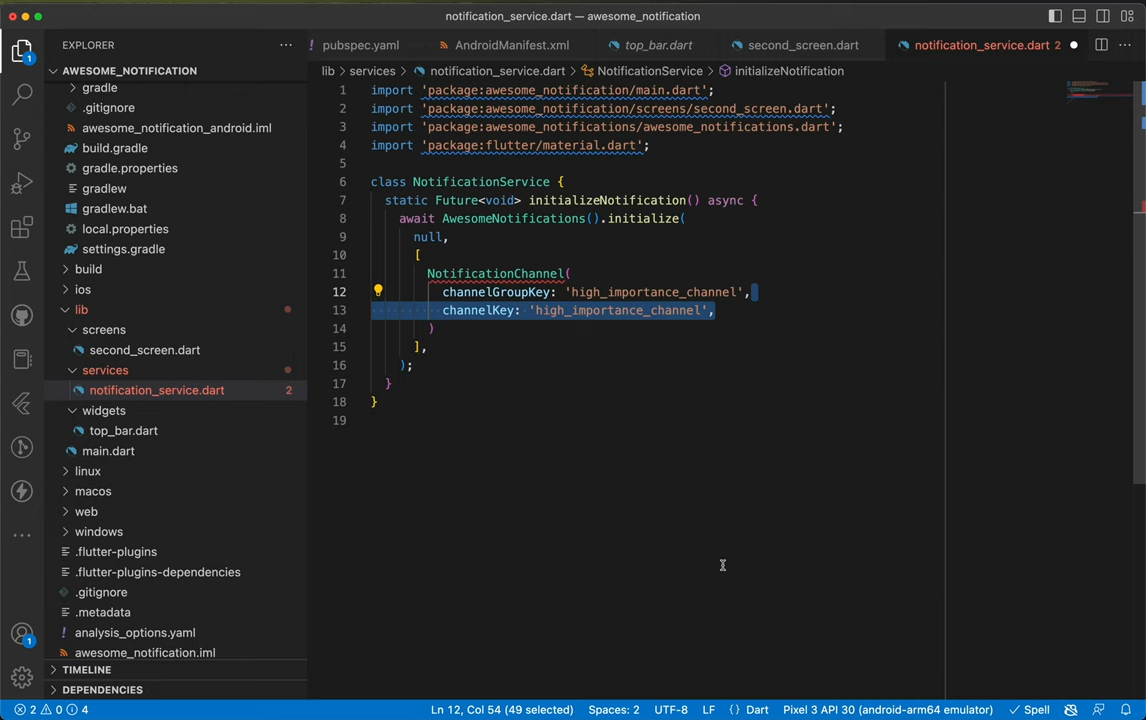 notification_service.dart — awesome_notification
EXPLORER
pubspec.yaml
AndroidManifest.xml
top_bar.dart
second_screen.dart
notification_service.dart 2
AWESOME_NOTIFICATION
lib > services > notification_service.dart > NotificationService > initializeNotification
gradle
.gitignore
awesome_notification_android.iml
build.gradle
gradle.properties
gradlew
gradlew.bat
local.properties
settings.gradle
build
ios
lib
screens
second_screen.dart
services
notification_service.dart 2
widgets
top_bar.dart
main.dart
linux
macos
web
windows
.flutter-plugins
.flutter-plugins-dependencies
.gitignore
.metadata
analysis_options.yaml
awesome_notification.iml
TIMELINE
DEPENDENCIES
1
1
1 import 'package:awesome_notification/main.dart';
2 import 'package:awesome_notification/screens/second_screen.dart';
3 import 'package:awesome_notifications/awesome_notifications.dart';
4 import 'package:flutter/material.dart';
5
6 class NotificationService {
7 static Future<void> initializeNotification() async {
8 await AwesomeNotifications().initialize(
9 null,
10 [
11 NotificationChannel(
12 channelGroupKey: 'high_importance_channel',
13 channelKey: 'high_importance_channel',
14 )
15 ],
16 );
17 }
18 }
19
2 0 4
Ln 12, Col 54 (49 selected)
Spaces: 2
UTF-8
LF
{} Dart
Pixel 3 API 30 (android-arm64 emulator)
Spell